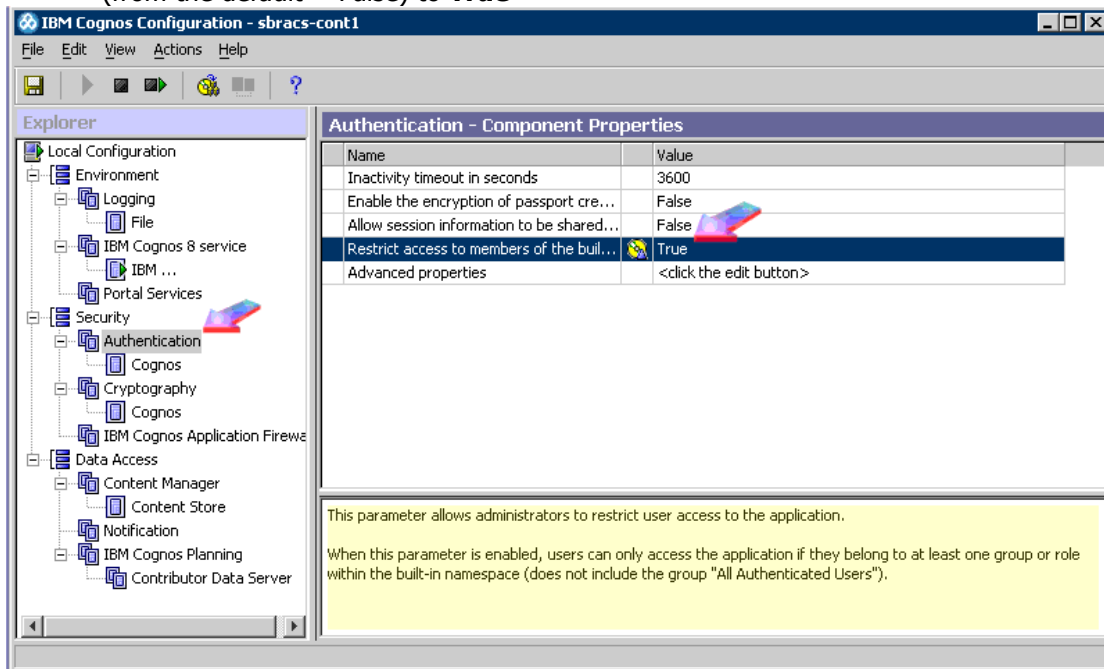 (from the default = False) to True
IBM Cognos Configuration - sbracs-cont1
File Edit View Actions Help
Explorer
Local Configuration
Environment
Logging
File
IBM Cognos 8 service
IBM ...
Portal Services
Security
Authentication
Cognos
Cryptography
Cognos
IBM Cognos Application Firewa
Data Access
Content Manager
Content Store
Notification
IBM Cognos Planning
Contributor Data Server
Authentication - Component Properties
Name Value
Inactivity timeout in seconds 3600
Enable the encryption of passport cre... False
Allow session information to be shared... False
Restrict access to members of the buil... True
Advanced properties <click the edit button>
This parameter allows administrators to restrict user access to the application.
When this parameter is enabled, users can only access the application if they belong to at least one group or role
within the built-in namespace (does not include the group "All Authenticated Users").